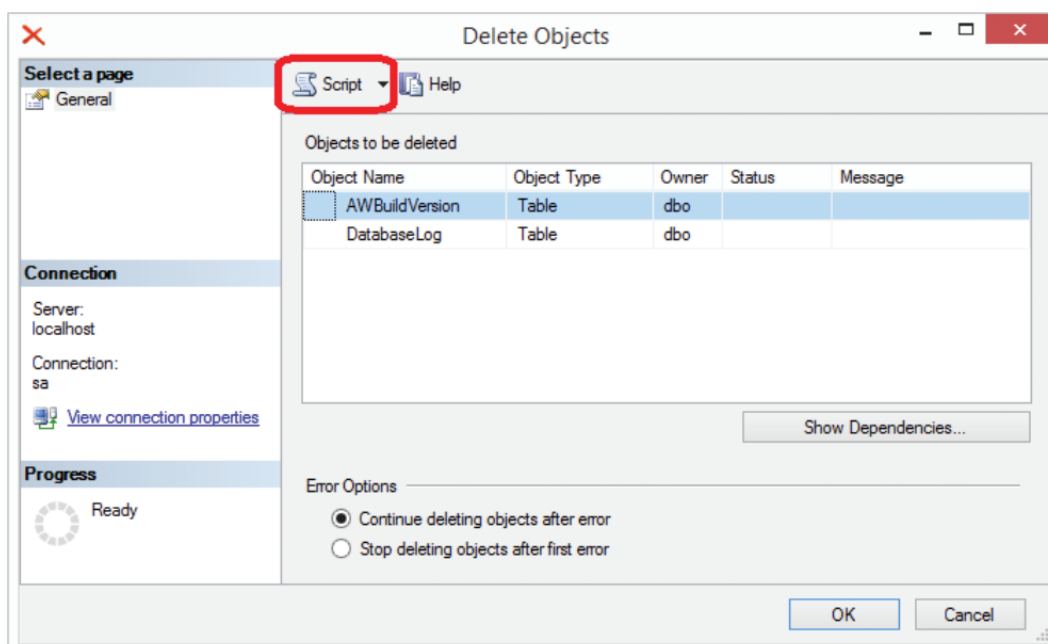 Delete Objects
Select a page
General
Script
Help
Objects to be deleted
Object Name Object Type Owner Status Message
AWBuildVersion Table dbo
DatabaseLog Table dbo
Connection
Server:
localhost
Connection:
sa
View connection properties
Show Dependencies...
Progress
Ready
Error Options
Continue deleting objects after error
Stop deleting objects after first error
OK
Cancel